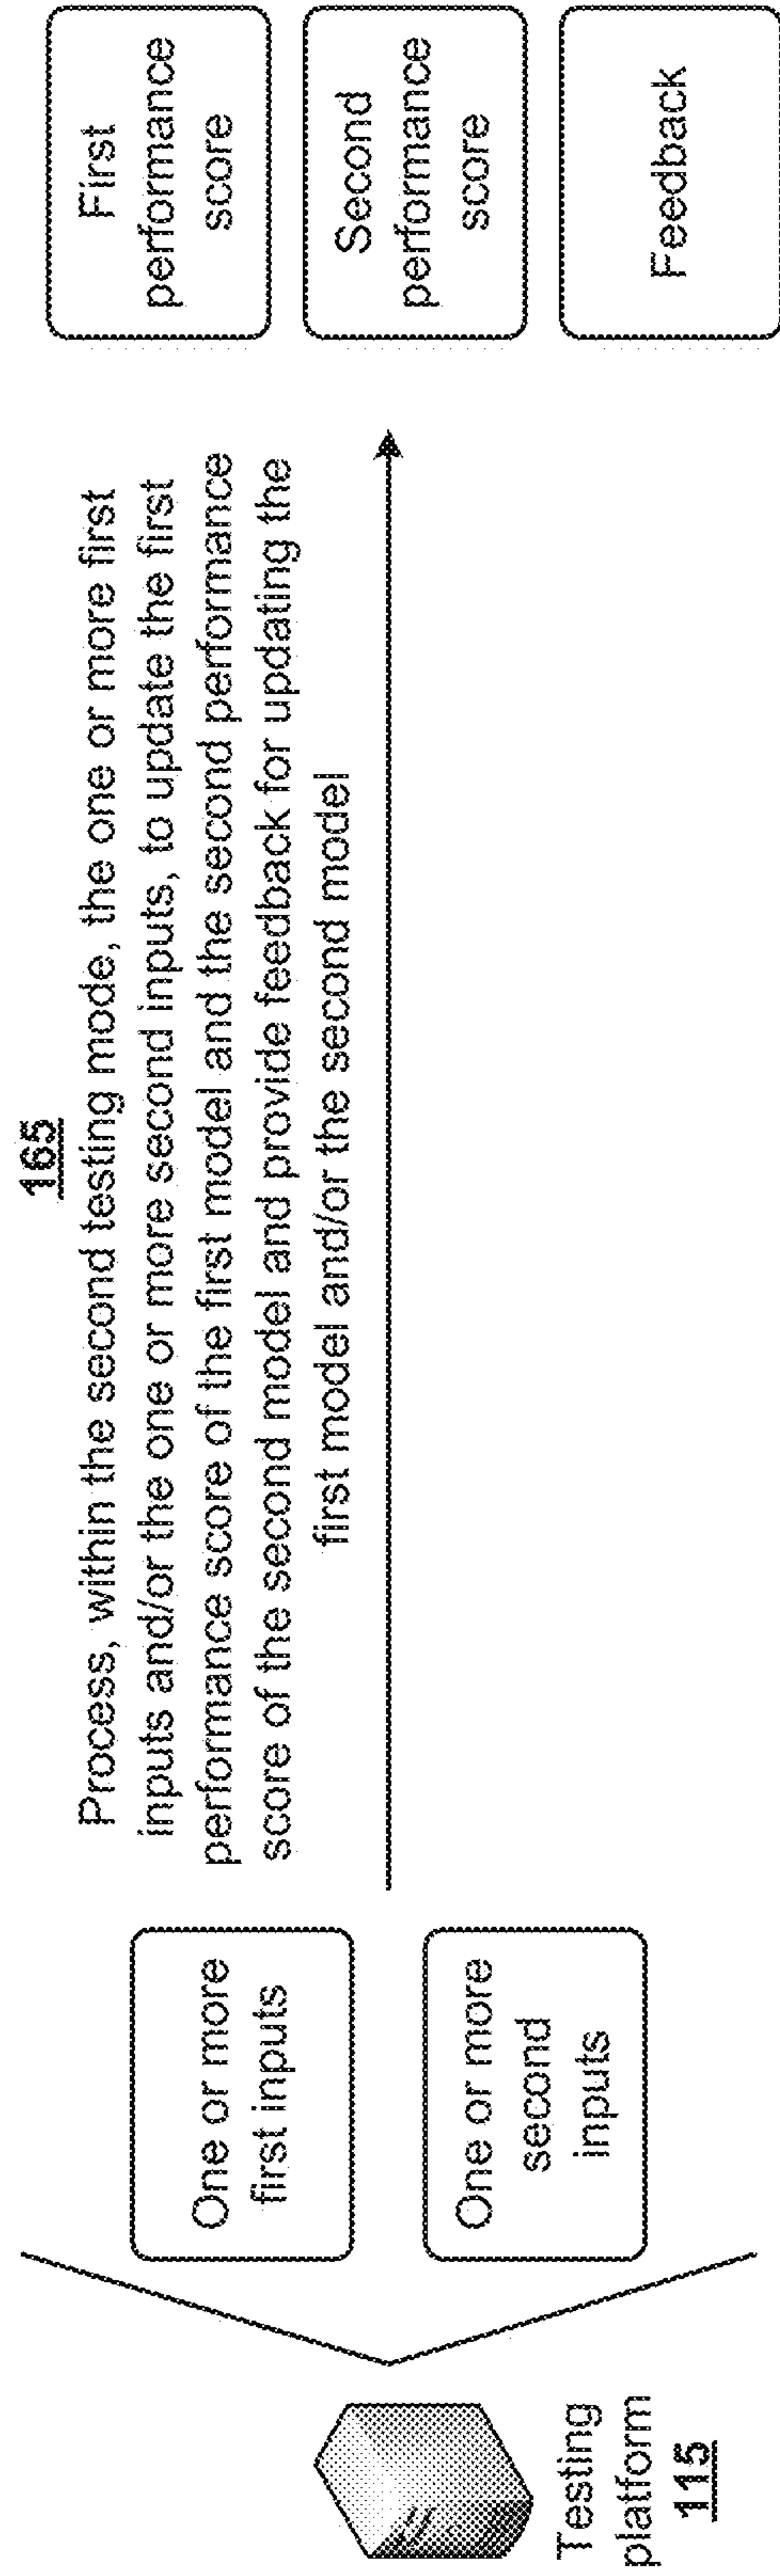 Testing
platform
115
One or more
first inputs
One or more
second
inputs
165
Process, within the second testing mode, the one or more first
inputs and/or the one or more second inputs, to update the first
performance score of the first model and the second performance
score of the second model and provide feedback for updating the
first model and/or the second model
First
performance
score
Second
performance
score
Feedback